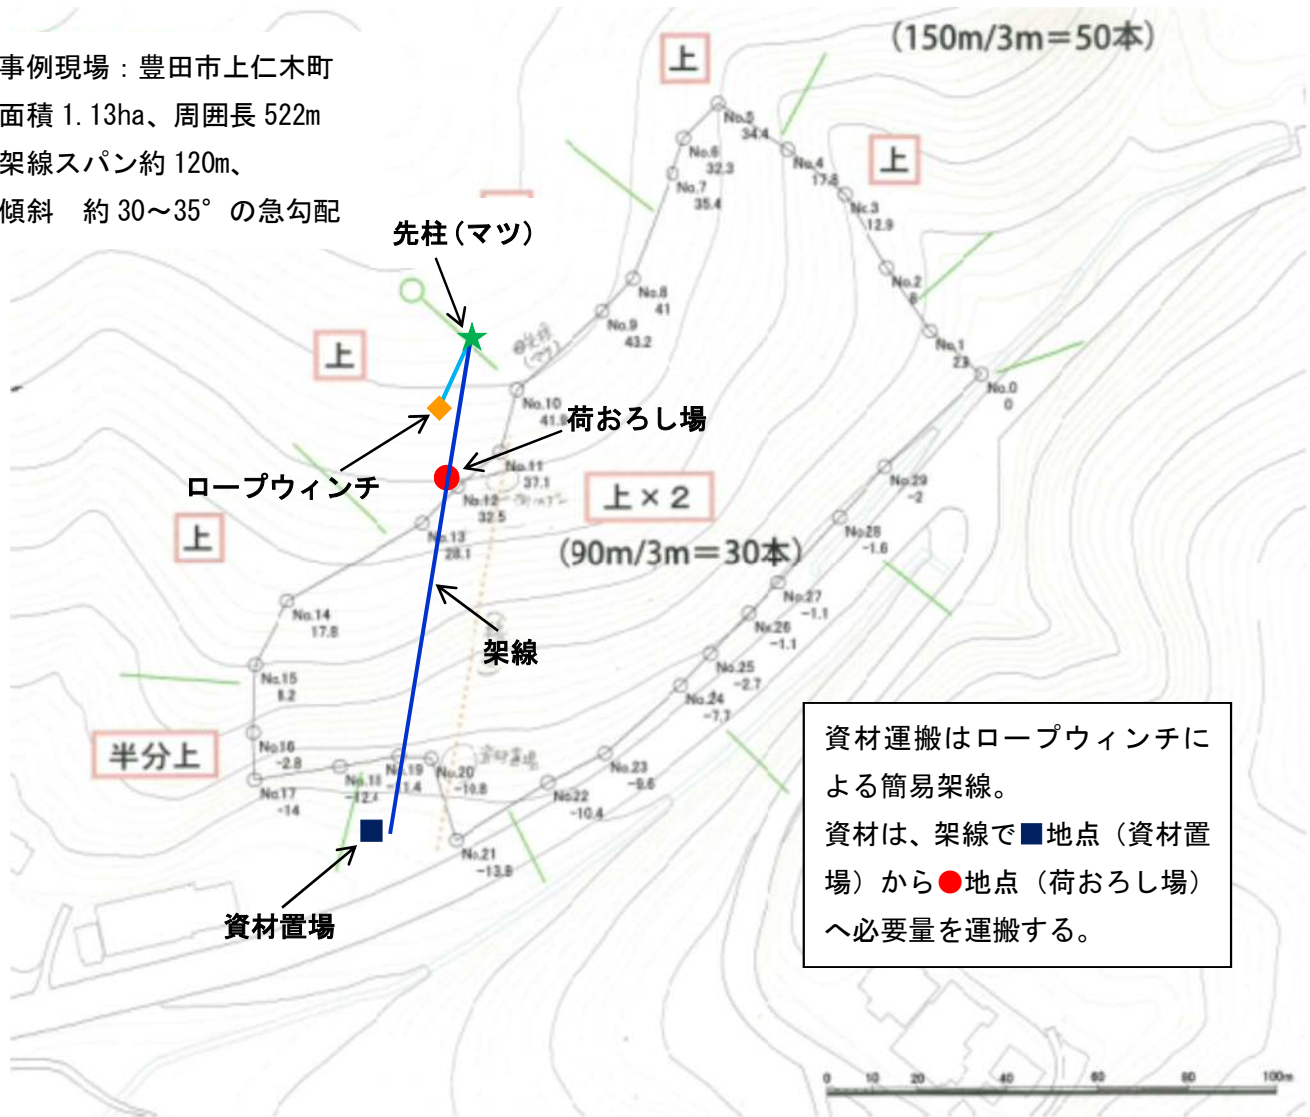 (150m/3m＝50本)
事例現場：豊田市上仁木町
面積 1.13ha、周囲長 522m
架線スパン約 120m、
傾斜　約 30～35°の急勾配
上
上
先柱（マツ）
上
上
半分上
上×2
(90m/3m＝30本)
荷おろし場
ロープウィンチ
架線
資材置場
No.5
34.4
No.6
32.3
No.7
35.4
No.4
No.3
12.9
No.2
No.1
No.0
0
No.8
41
No.9
43.2
No.10
No.11
37.1
No.12
32.5
No.13
28.1
No.14
17.8
No.15
8.2
No.16
-2.8
No.17
-14
No.19
No.20
-10.8
No.21
-13.9
No.22
-10.4
No.23
-9.6
No.24
-7.7
No.25
-2.7
No.26
-1.1
No.27
-1.1
No.28
-1.6
No.29
-2
資材運搬はロープウィンチに
よる簡易架線。
資材は、架線で■地点（資材置
場）から●地点（荷おろし場）
へ必要量を運搬する。
0 10 20 40 60 80 100m